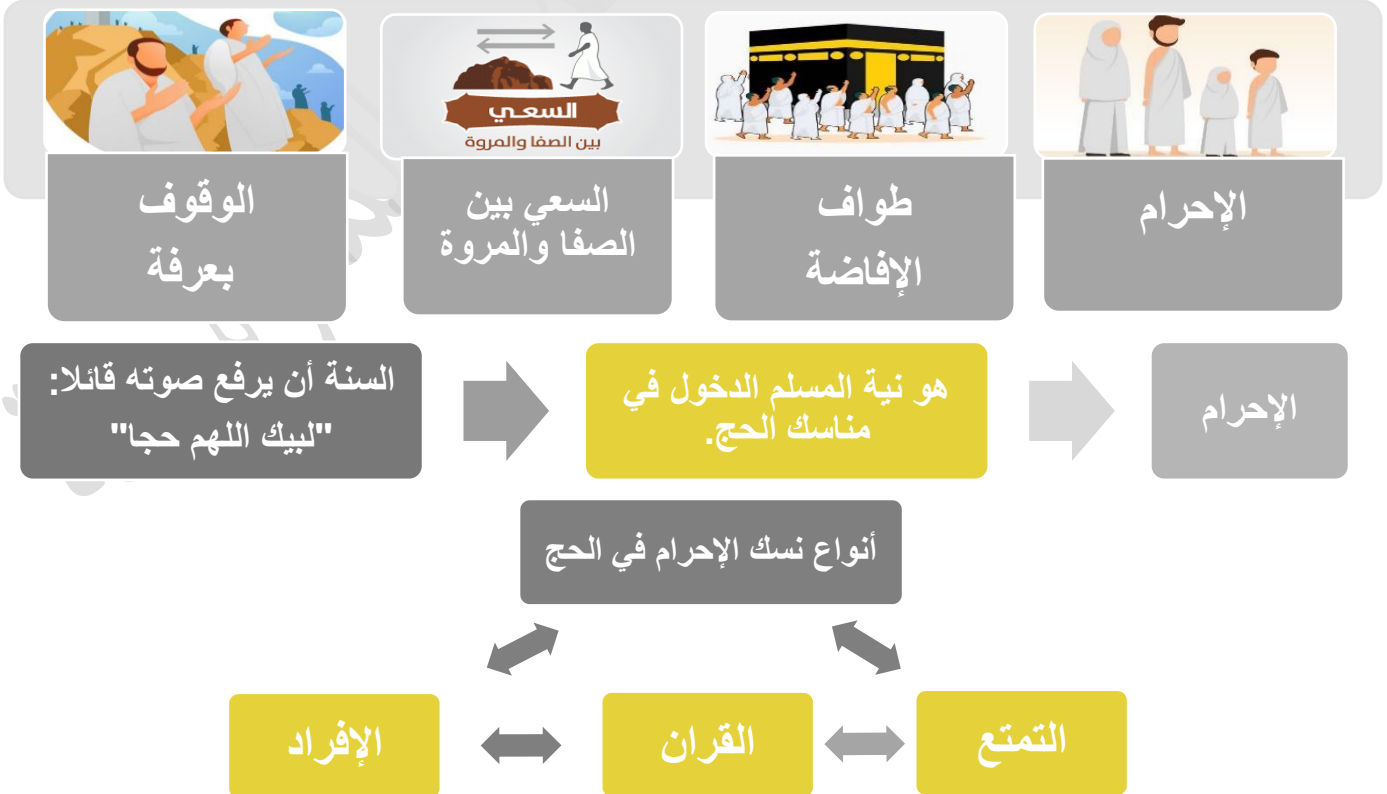 السعي
بين الصفا والمروة
الإحرام
طواف
الإفاضة
السعي بين
الصفا والمروة
الوقوف
بعرفة
الإحرام
هو نية المسلم الدخول في
مناسك الحج.
السنة أن يرفع صوته قائلا:
"لبيك اللهم حجا"
أنواع نسك الإحرام في الحج
التمتع
القران
الإفراد